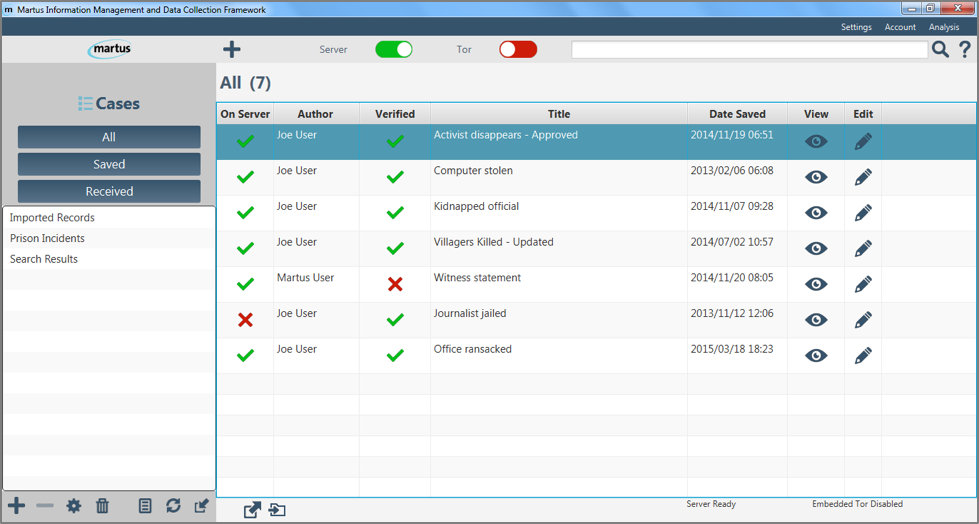 m Martus Information Management and Data Collection Framework
Settings Account Analysis
martus Server Tor ?
Cases
All
Saved
Received
Imported Records
Prison Incidents
Search Results
All (7)
On Server Author Verified Title Date Saved View Edit
Joe User Activist disappears - Approved 2014/11/19 06:51
Joe User Computer stolen 2013/02/06 06:08
Joe User Kidnapped official 2014/11/07 09:28
Joe User Villagers Killed - Updated 2014/07/02 10:57
Martus User Witness statement 2014/11/20 08:05
Joe User Journalist jailed 2013/11/12 12:06
Joe User Office ransacked 2015/03/18 18:23
Server Ready Embedded Tor Disabled